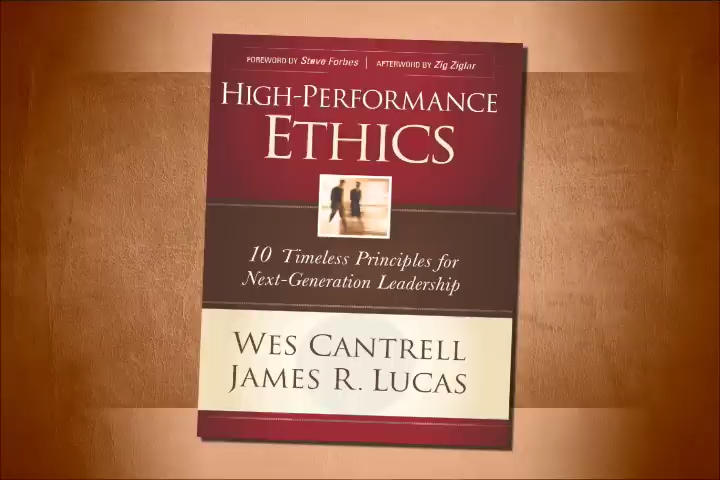 FOREWORD BY Steve Forbes | AFTERWORD BY Zig Ziglar
HIGH-PERFORMANCE
ETHICS
10 Timeless Principles for
Next-Generation Leadership
WES CANTRELL
JAMES R. LUCAS